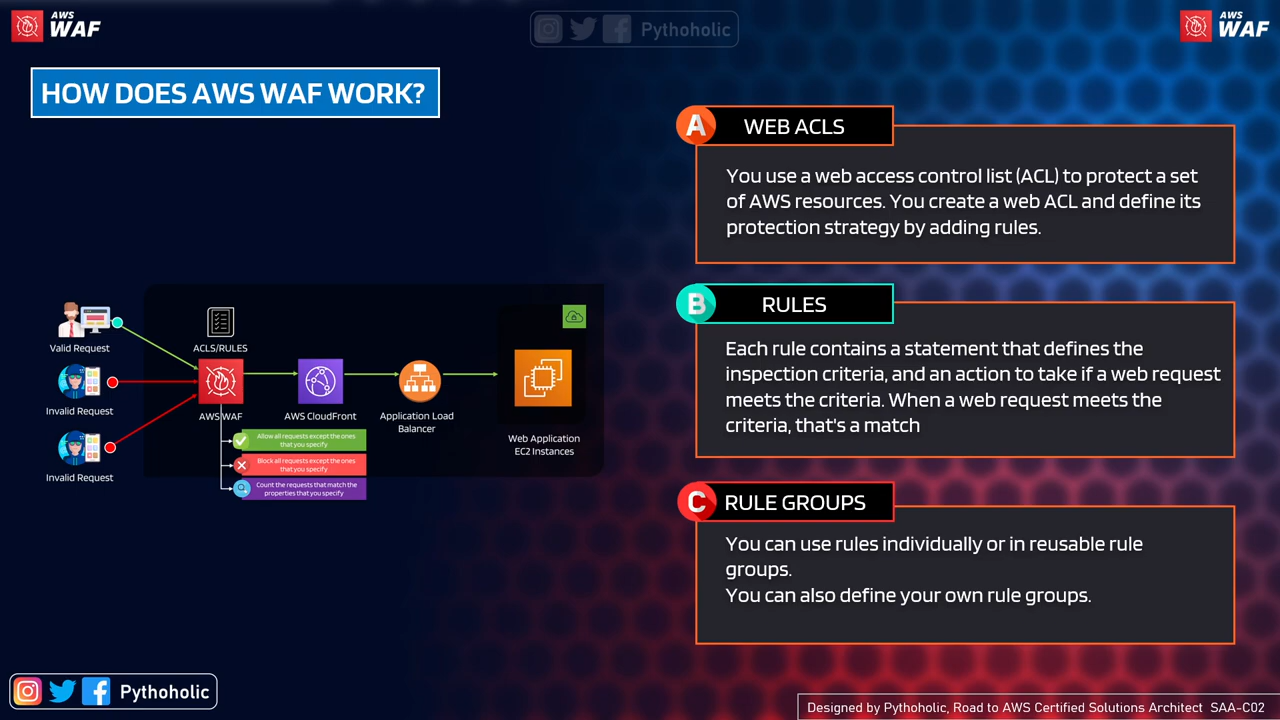 AWS
WAF
Pythoholic
AWS
WAF
HOW DOES AWS WAF WORK?
A
WEB ACLS
You use a web access control list (ACL) to protect a set
of AWS resources. You create a web ACL and define its
protection strategy by adding rules.
B
RULES
Each rule contains a statement that defines the
inspection criteria, and an action to take if a web request
meets the criteria. When a web request meets the
criteria, that's a match
C
RULE GROUPS
You can use rules individually or in reusable rule
groups.
You can also define your own rule groups.
Valid Request
Invalid Request
Invalid Request
ACLS/RULES
AWS WAF
AWS CloudFront
Application Load
Balancer
Web Application
EC2 Instances
Allow all requests except the ones
that you specify
Block all requests except the ones
that you specify
Count the requests that match the
properties that you specify
Pythoholic
Designed by Pythoholic, Road to AWS Certified Solutions Architect SAA-C02